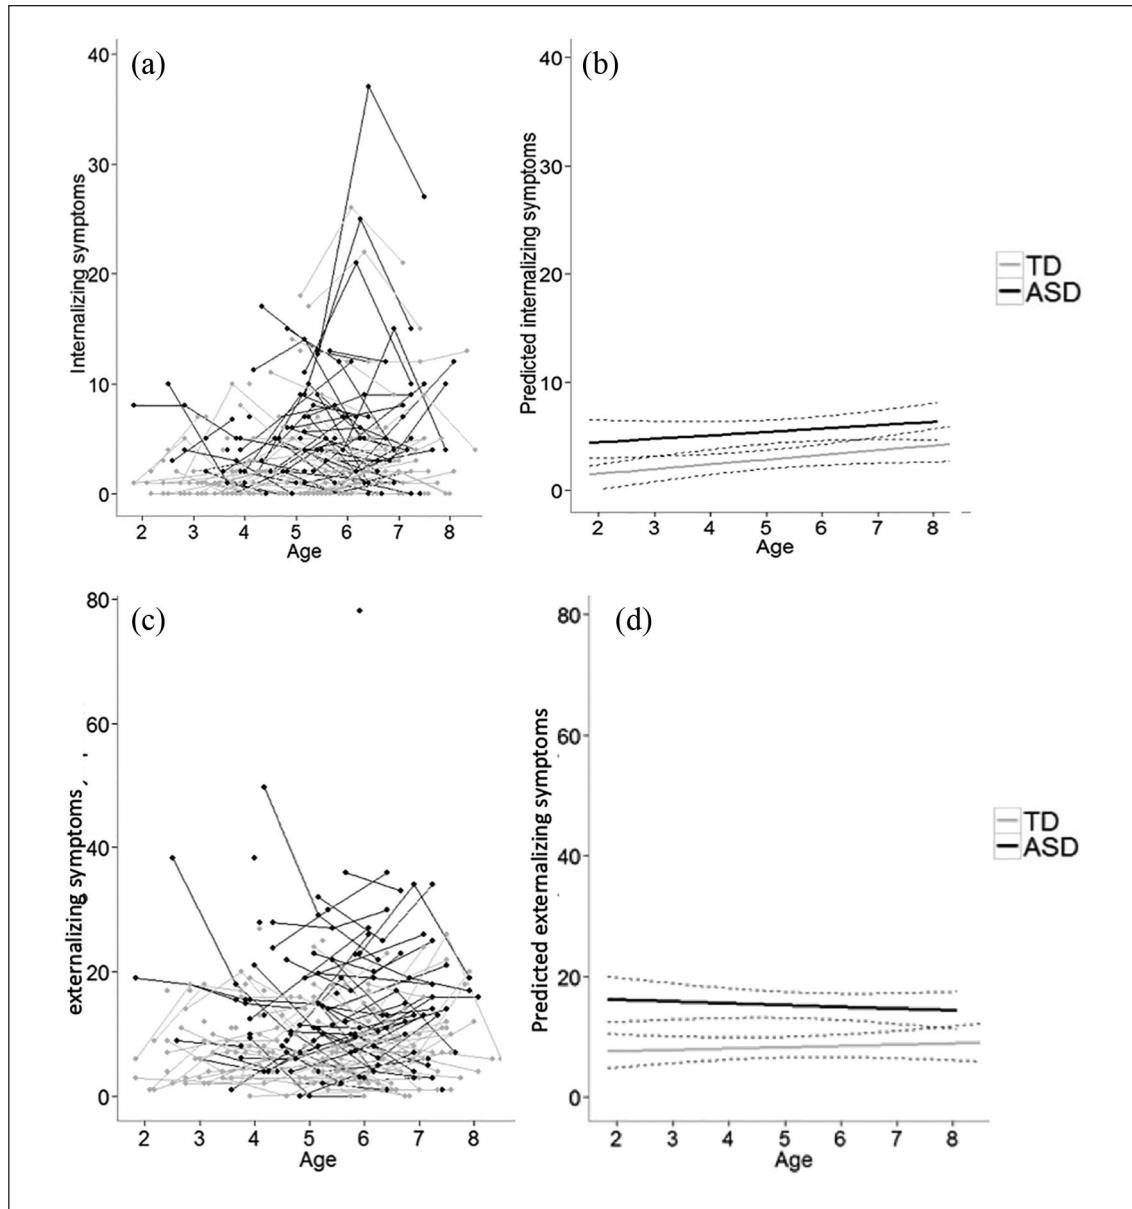 (a)
40
30
20
10
0
Internalizing symptoms
2 3 4 5 6 7 8
Age
(b)
40
30
20
10
0
Predicted internalizing symptoms
2 3 4 5 6 7 8
Age
TD
ASD
(c)
80
60
40
20
0
externalizing symptoms
2 3 4 5 6 7 8
Age
(d)
80
60
40
20
0
Predicted externalizing symptoms
2 3 4 5 6 7 8
Age
TD
ASD